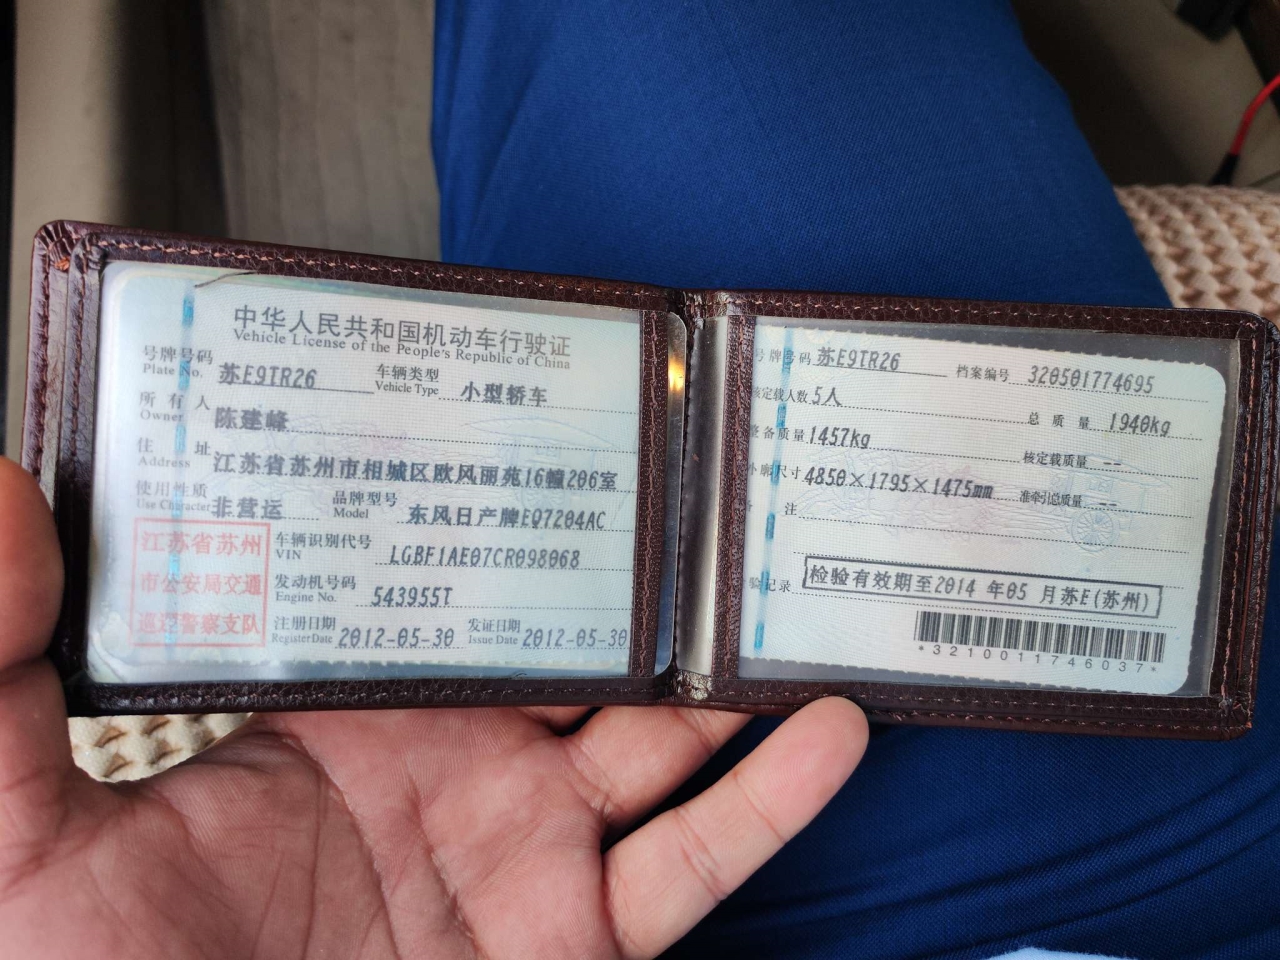 中华人民共和国机动车行驶证
Vehicle License of the People's Republic of China
号牌号码 苏E9TR26 车辆类型 小型轿车
Plate No. Vehicle Type
所有人 陈建峰
Owner
住址 江苏省苏州市相城区欧风丽苑16幢206室
Address
使用性质 非营运 品牌型号 东风日产牌EQ7204AC
Use Character Model
江苏省苏州
市公安局交通
巡逻警察支队
车辆识别代号 LGBF1AE07CR098068
VIN
发动机号码 543955T
Engine No.
注册日期 2012-05-30 发证日期 2012-05-30
Register Date Issue Date
号牌号码 苏E9TR26 档案编号 320501774695
核定载人数 5人 总质量 1940kg
整备质量 1457kg 核定载质量 --
外廓尺寸 4850×1795×1475mm 准牵引总质量 --
注
检验记录 检验有效期至2014年05月苏E(苏州)
*3210011746037*